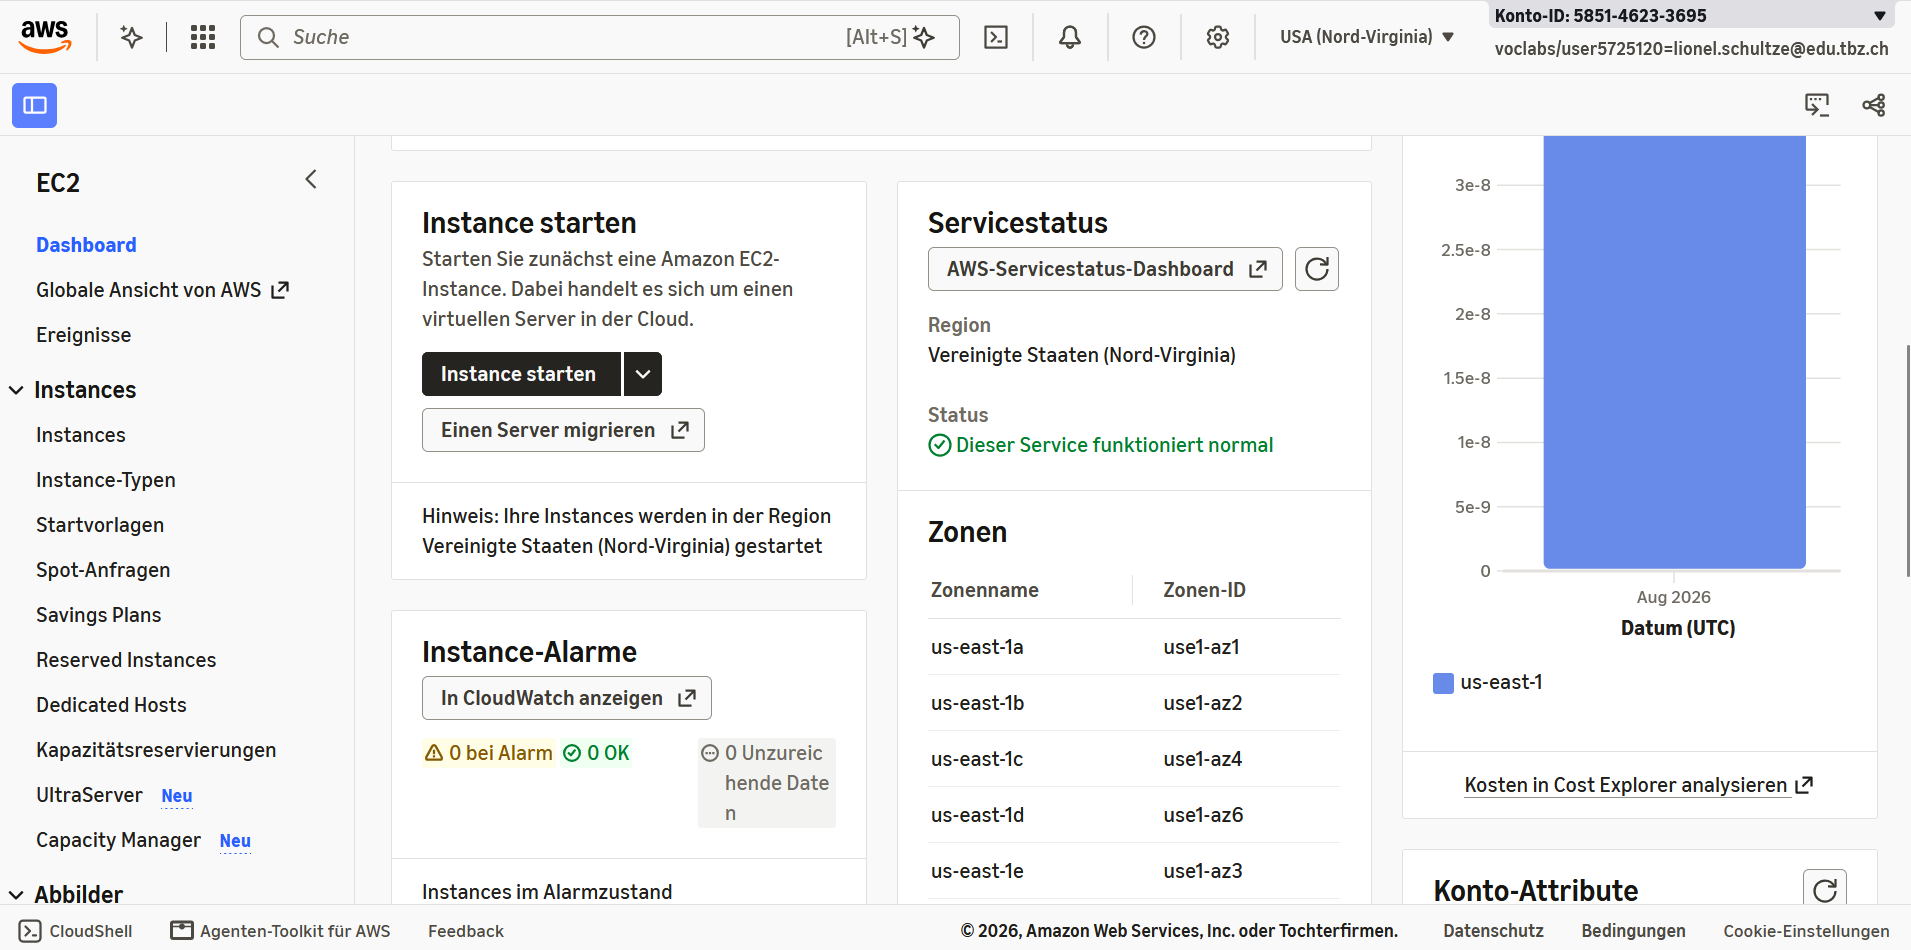 aws
Suche
[Alt+S]
USA (Nord-Virginia)
Konto-ID: 5851-4623-3695
voclabs/user5725120=lionel.schultze@edu.tbz.ch
EC2
Dashboard
Globale Ansicht von AWS
Ereignisse
Instances
Instances
Instance-Typen
Startvorlagen
Spot-Anfragen
Savings Plans
Reserved Instances
Dedicated Hosts
Kapazitätsreservierungen
UltraServer Neu
Capacity Manager Neu
Abbilder
Instance starten
Starten Sie zunächst eine Amazon EC2-
Instance. Dabei handelt es sich um einen
virtuellen Server in der Cloud.
Instance starten
Einen Server migrieren
Hinweis: Ihre Instances werden in der Region
Vereinigte Staaten (Nord-Virginia) gestartet
Instance-Alarme
In CloudWatch anzeigen
0 bei Alarm
0 OK
0 Unzureic
hende Date
n
Instances im Alarmzustand
Servicestatus
AWS-Servicestatus-Dashboard
Region
Vereinigte Staaten (Nord-Virginia)
Status
Dieser Service funktioniert normal
Zonen
Zonenname Zonen-ID
us-east-1a use1-az1
us-east-1b use1-az2
us-east-1c use1-az4
us-east-1d use1-az6
us-east-1e use1-az3
3e-8
2.5e-8
2e-8
1.5e-8
1e-8
5e-9
0
Aug 2026
Datum (UTC)
us-east-1
Kosten in Cost Explorer analysieren
Konto-Attribute
CloudShell
Agenten-Toolkit für AWS
Feedback
© 2026, Amazon Web Services, Inc. oder Tochterfirmen.
Datenschutz
Bedingungen
Cookie-Einstellungen